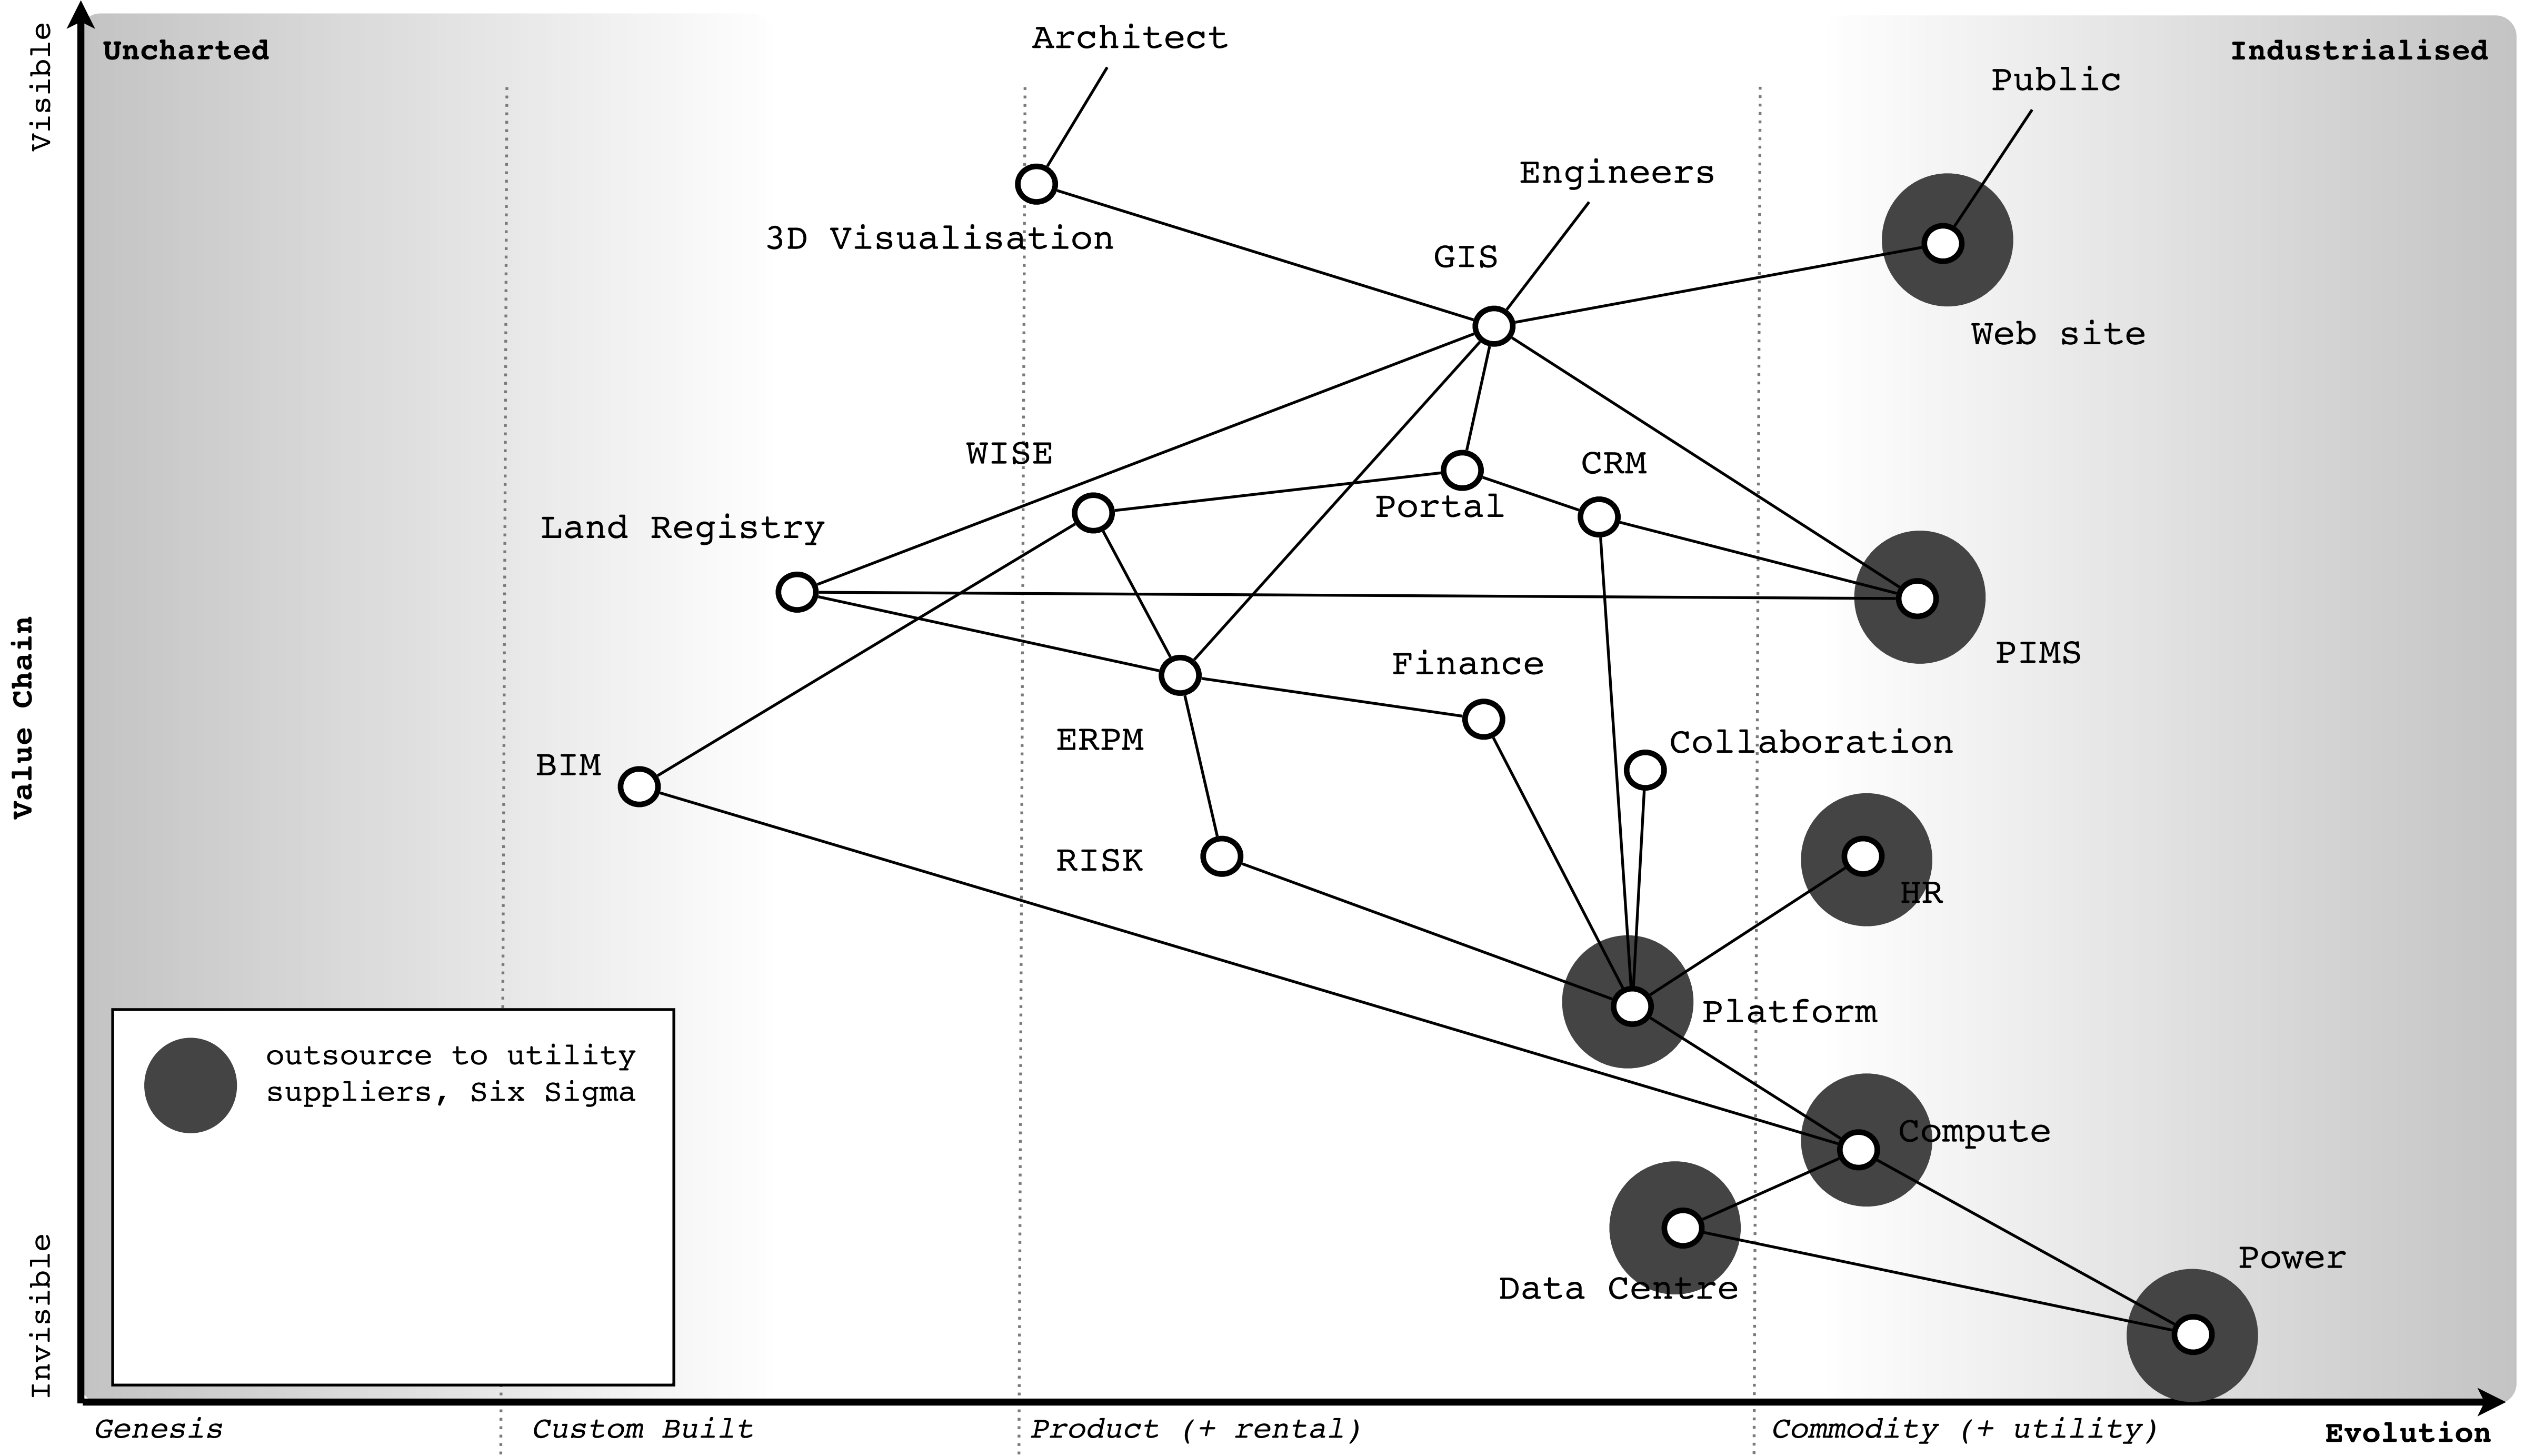 Architect
Visible
Uncharted
Industrialised
Public
Engineers
3D Visualisation
GIS
Web site
WISE
CRM
Portal
Land Registry
PIMS
Finance
Value Chain
ERPM
Collaboration
BIM
RISK
HR
Platform
outsource to utility
suppliers, Six Sigma
Compute
Power
Data Centre
Invisible
Genesis
Custom Built
Product (+ rental)
Commodity (+ utility)
Evolution